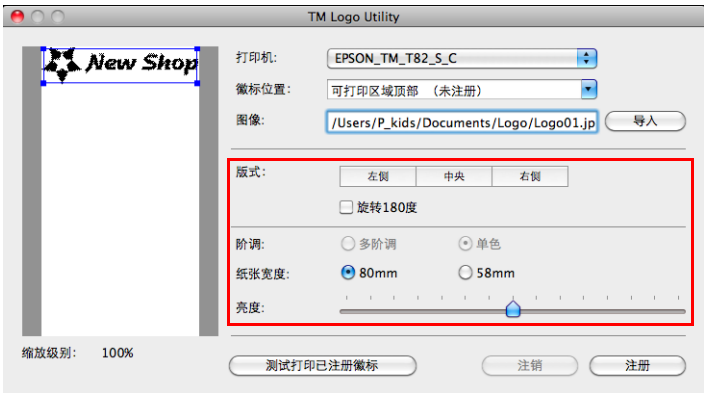 TM Logo Utility
New Shop
打印机: EPSON_TM_T82_S_C
徽标位置: 可打印区域顶部 （未注册）
图像: /Users/P_kids/Documents/Logo/Logo01.jp 导入
版式: 左侧 中央 右侧
旋转180度
阶调: 多阶调 单色
纸张宽度: 80mm 58mm
亮度:
缩放级别: 100%
测试打印已注册徽标 注销 注册